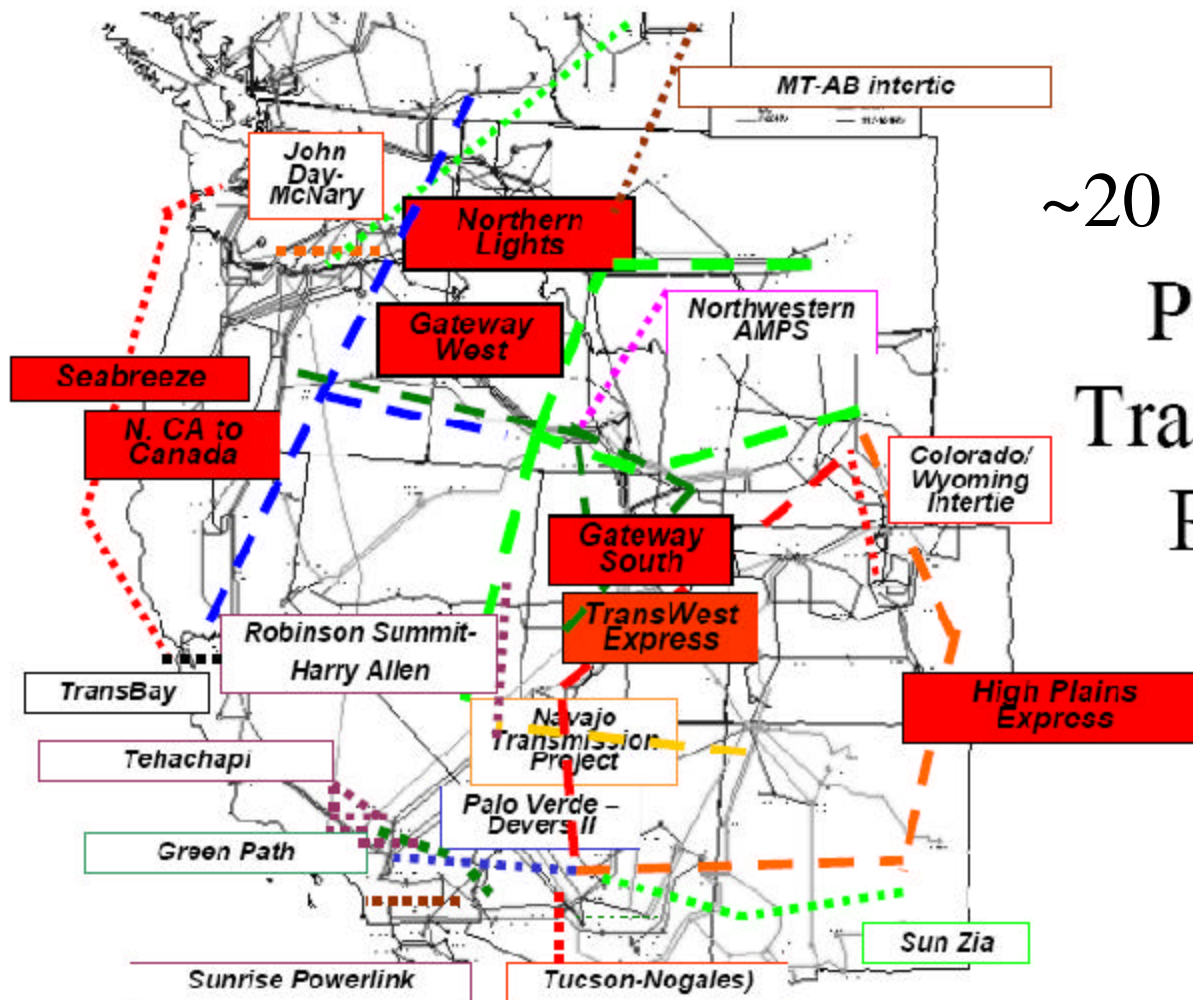 MT-AB intertie
John
Day-
McNary
~20
Northern
Lights
P
Northwestern
AMPS
Gateway
West
Seabreeze
Tra
N. CA to
Canada
Colorado/
Wyoming
Intertie
E
Gateway
South
TransWest
Express
Robinson Summit-
Harry Allen
TransBay
High Plains
Express
Navajo
Transmission
Project
Tehachapi
Palo Verde –
Devers II
Green Path
Sun Zia
Sunrise Powerlink
Tucson-Nogales)